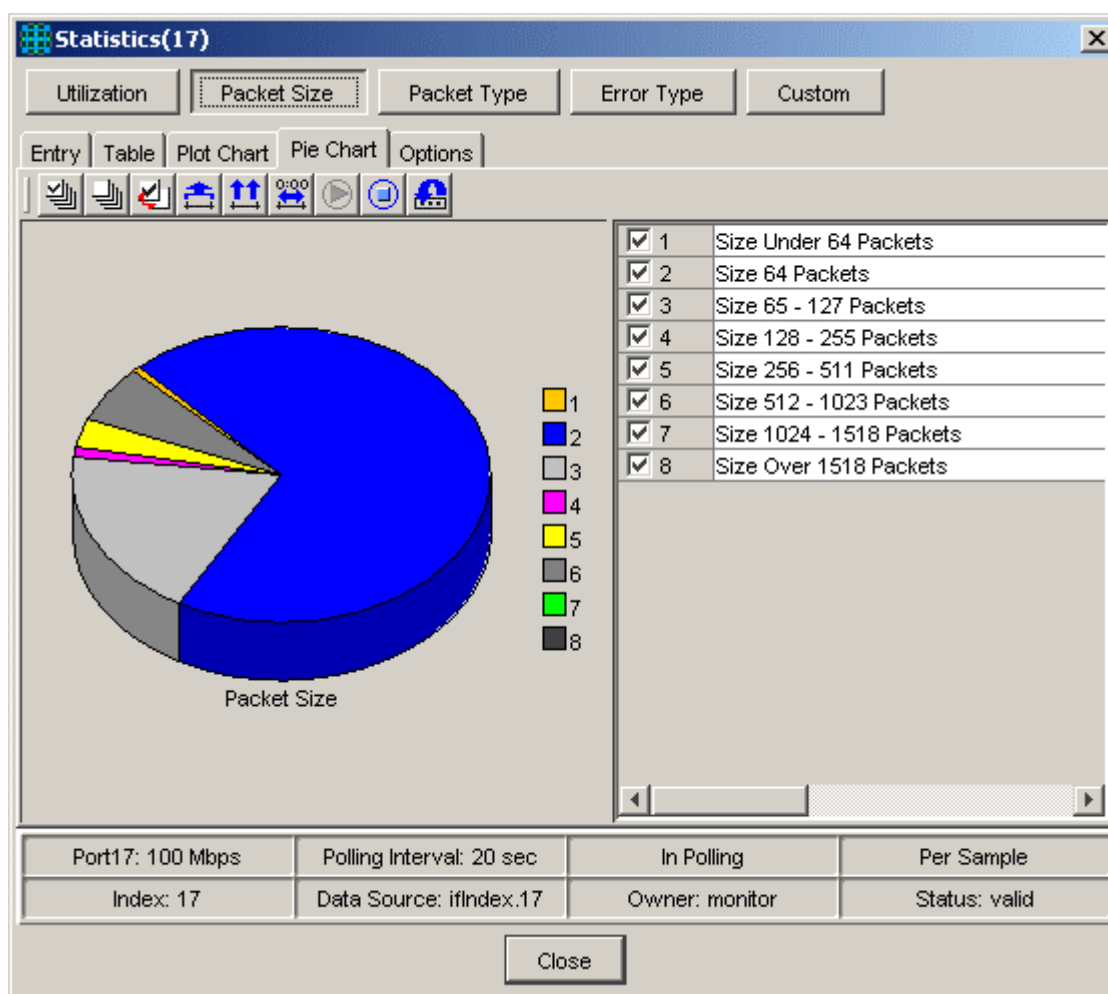 Statistics(17)
Utilization Packet Size Packet Type Error Type Custom
Entry Table Plot Chart Pie Chart Options
0:00
1 Size Under 64 Packets
2 Size 64 Packets
3 Size 65 - 127 Packets
4 Size 128 - 255 Packets
5 Size 256 - 511 Packets
6 Size 512 - 1023 Packets
7 Size 1024 - 1518 Packets
8 Size Over 1518 Packets
1
2
3
4
5
6
7
8
Packet Size
Port17: 100 Mbps Polling Interval: 20 sec In Polling Per Sample
Index: 17 Data Source: ifIndex.17 Owner: monitor Status: valid
Close